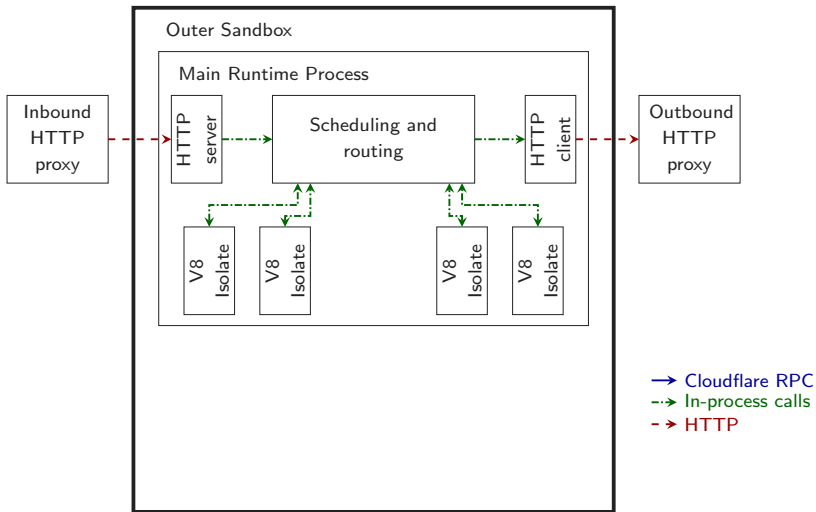 Outer Sandbox
Main Runtime Process
Inbound
HTTP
proxy
HTTP
server
Scheduling and
routing
HTTP
client
Outbound
HTTP
proxy
V8
Isolate
V8
Isolate
V8
Isolate
V8
Isolate
Cloudflare RPC
In-process calls
HTTP